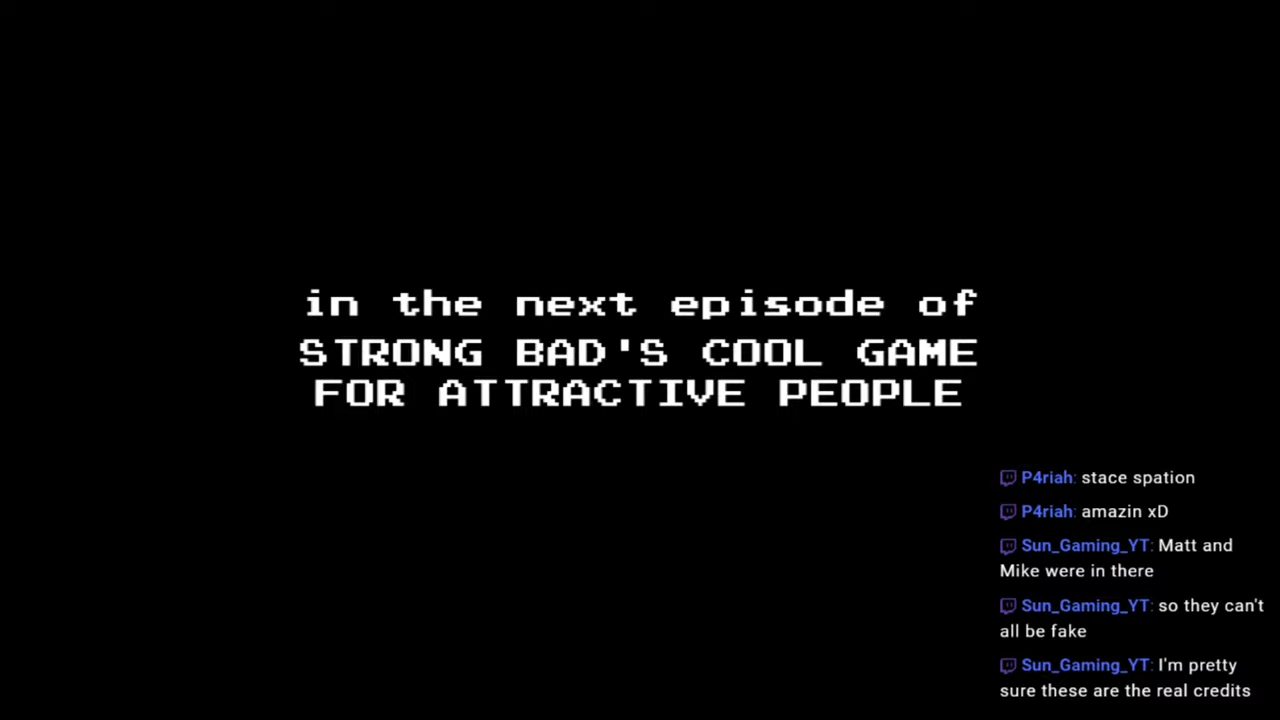 in the next episode of
STRONG BAD'S COOL GAME
FOR ATTRACTIVE PEOPLE
P4riah: stace spation
P4riah: amazin xD
Sun_Gaming_YT: Matt and
Mike were in there
Sun_Gaming_YT: so they can't
all be fake
Sun_Gaming_YT: I'm pretty
sure these are the real credits